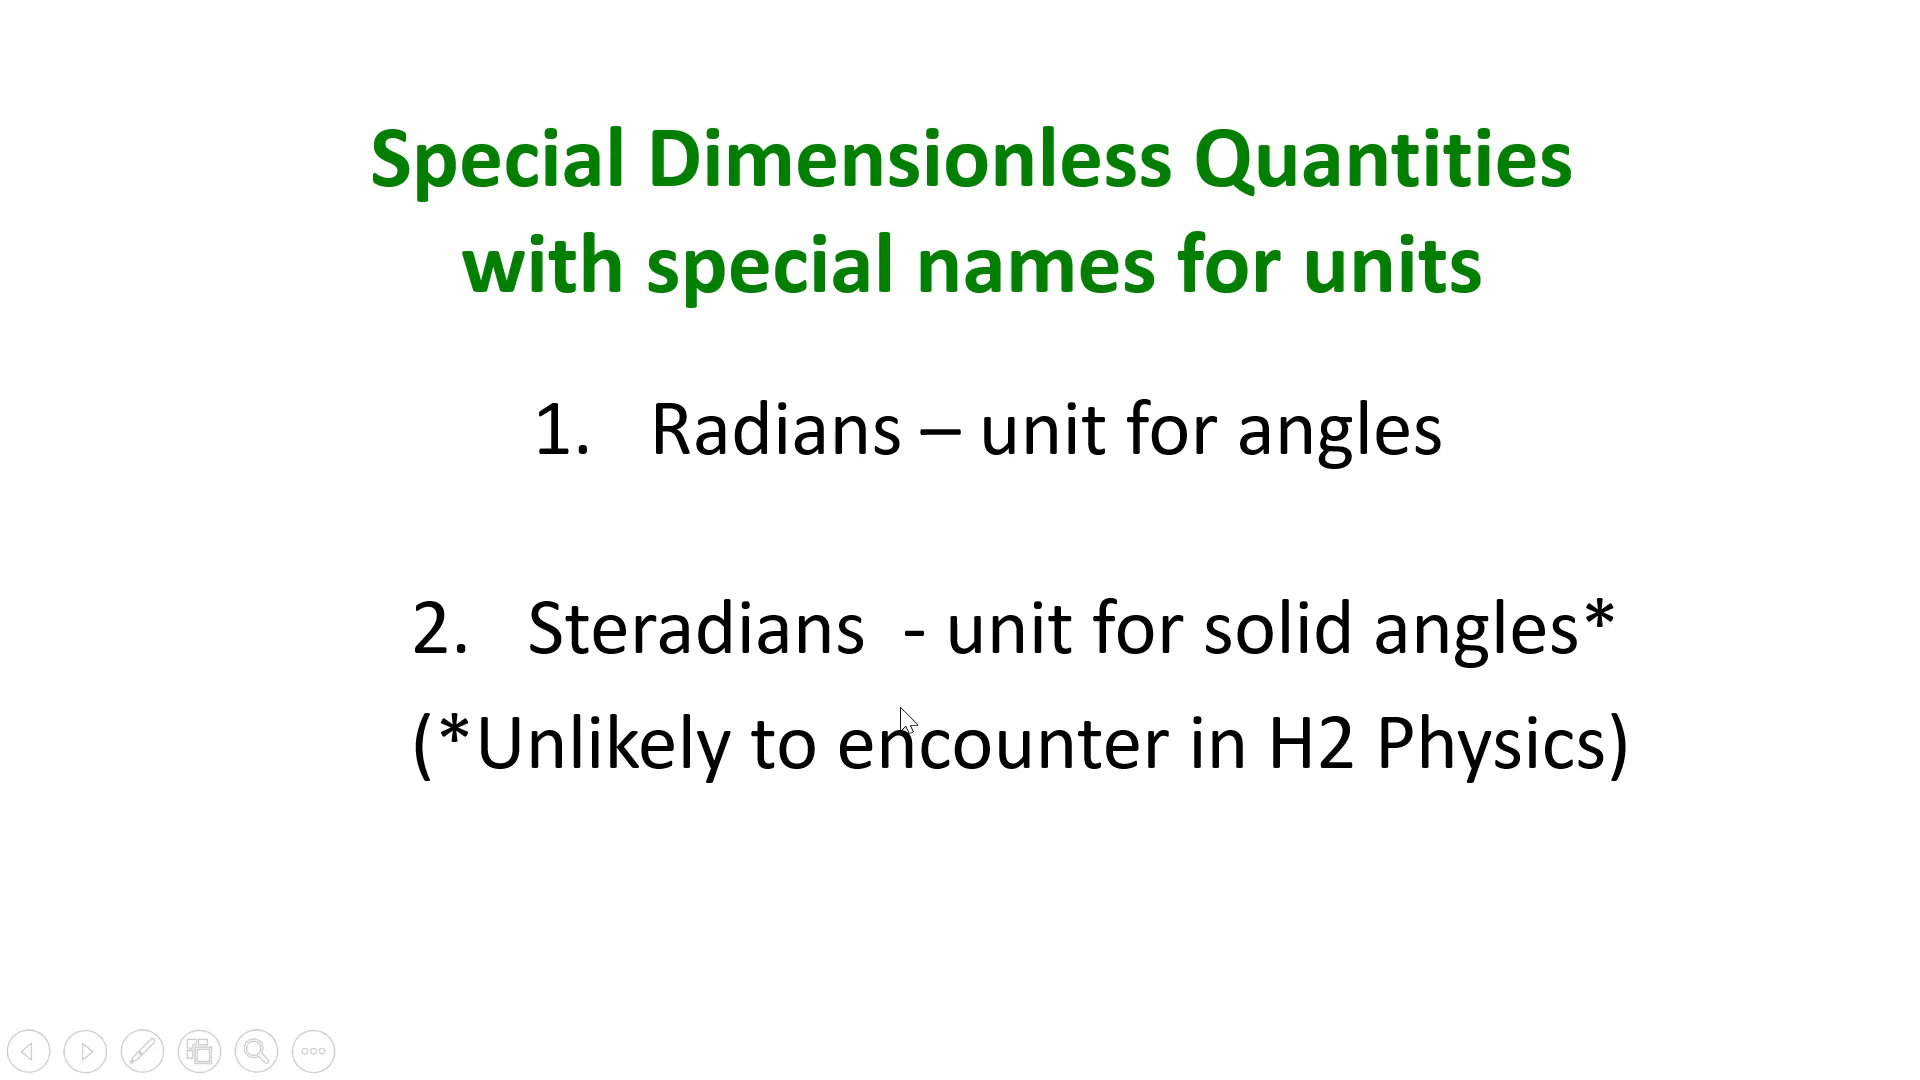 Special Dimensionless Quantities
with special names for units
1. Radians – unit for angles
2. Steradians - unit for solid angles*
(*Unlikely to encounter in H2 Physics)